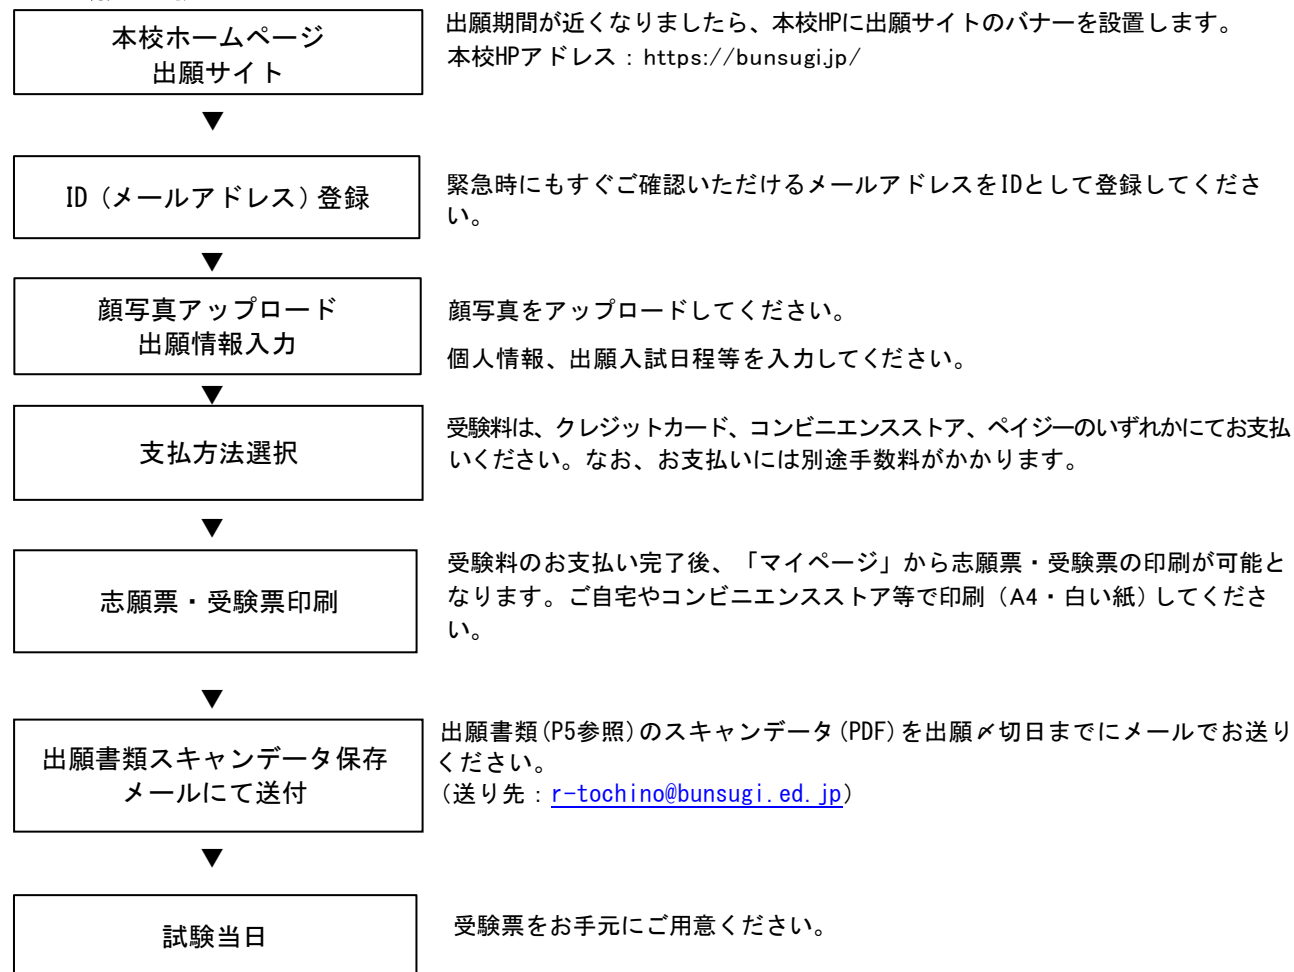 本校ホームページ
出願サイト
出願期間が近くなりましたら、本校HPに出願サイトのバナーを設置します。
本校HPアドレス：https://bunsugi.jp/
▼
ID（メールアドレス）登録
緊急時にもすぐご確認いただけるメールアドレスをIDとして登録してくださ
い。
▼
顔写真アップロード
出願情報入力
顔写真をアップロードしてください。
個人情報、出願入試日程等を入力してください。
▼
支払方法選択
受験料は、クレジットカード、コンビニエンスストア、ペイジーのいずれかにてお支払
いください。なお、お支払いには別途手数料がかかります。
▼
志願票・受験票印刷
受験料のお支払い完了後、「マイページ」から志願票・受験票の印刷が可能と
なります。ご自宅やコンビニエンスストア等で印刷（A4・白い紙）してくださ
い。
▼
出願書類スキャンデータ保存
メールにて送付
出願書類(P5参照)のスキャンデータ(PDF)を出願〆切日までにメールでお送り
ください。
（送り先：r-tochino@bunsugi.ed.jp）
▼
試験当日
受験票をお手元にご用意ください。